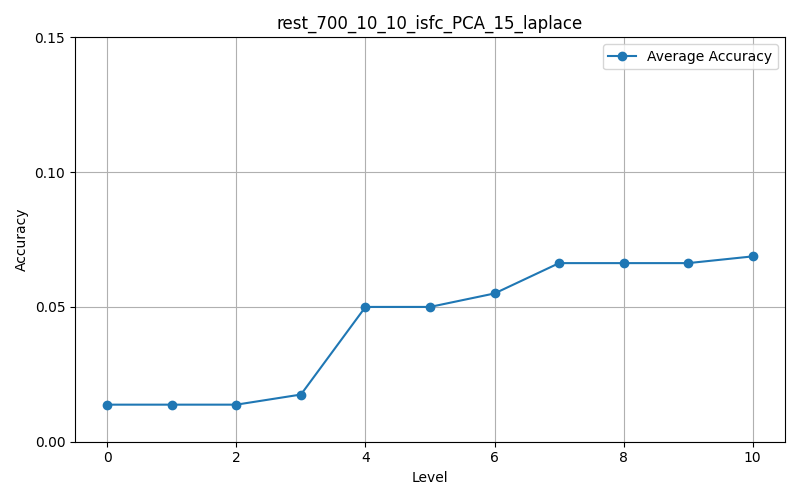 rest_700_10_10_isfc_PCA_15_laplace
Average Accuracy
0.15
0.10
0.05
0.00
Accuracy
0 2 4 6 8 10
Level